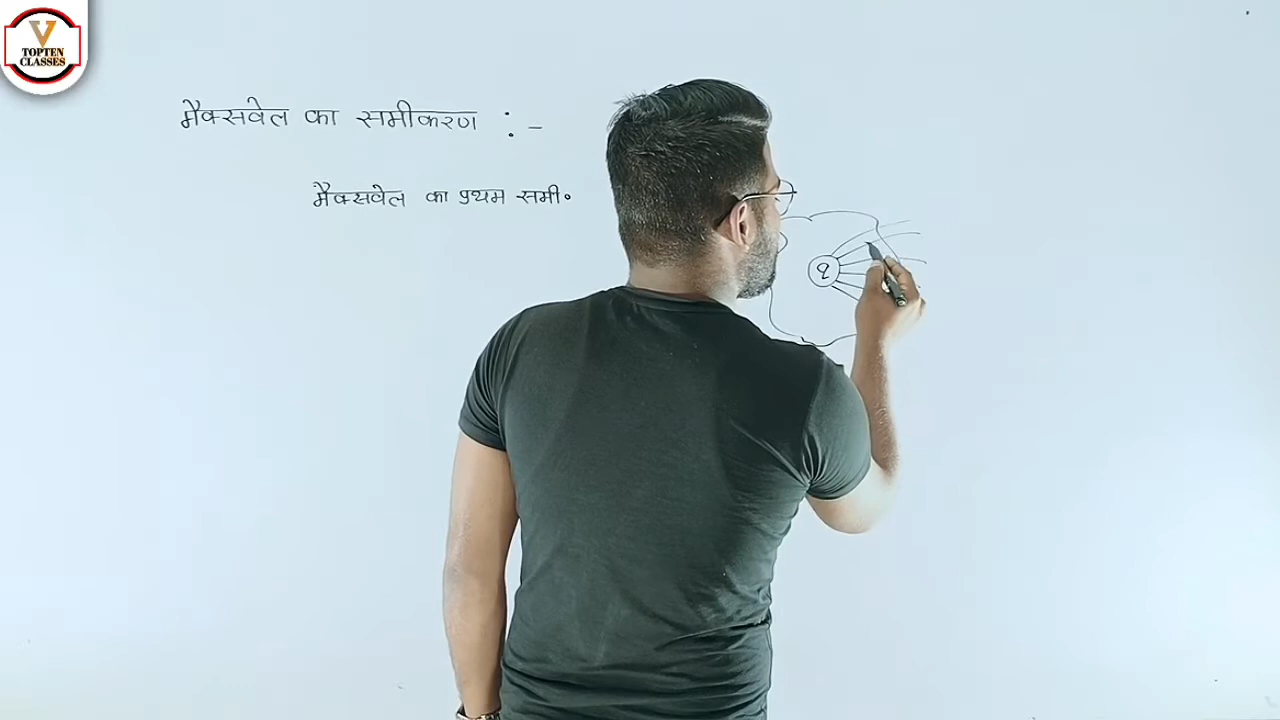 V
TOPTEN
CLASSES
मैक्सवेल का समीकरण :-
मैक्सवेल का प्रथम समी०
q